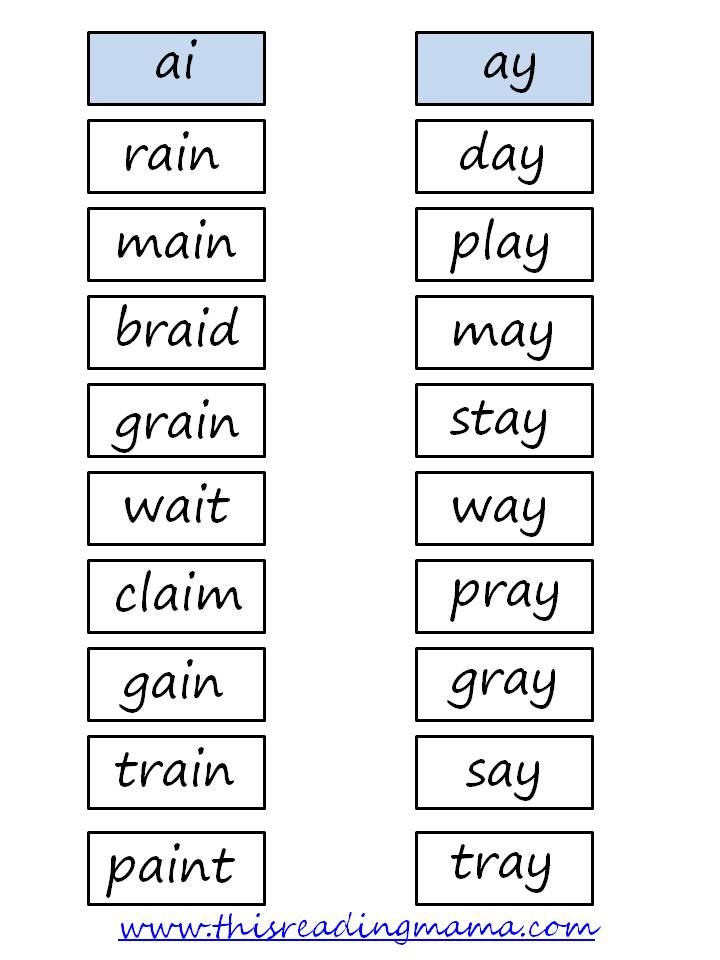 ai ay
rain day
main play
braid may
grain stay
wait way
claim pray
gain gray
train say
paint tray
www.thisreadingmama.com